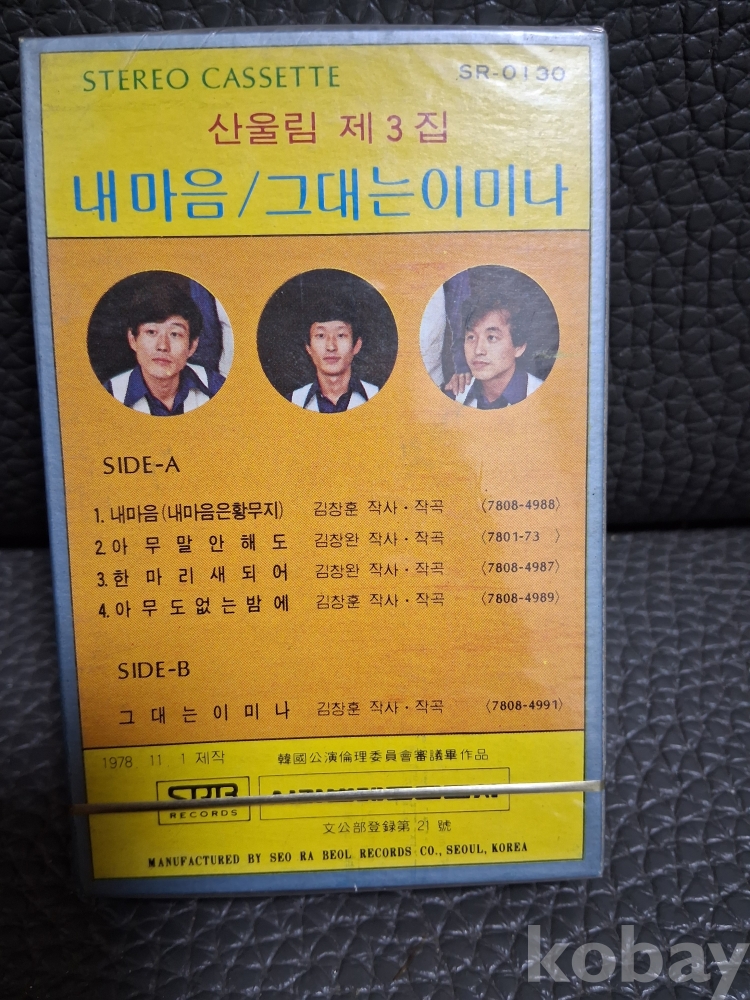 STEREO CASSETTE SR-0130
산울림 제3집
내마음/그대는이미나
SIDE-A
1. 내마음(내마음은황무지) 김창훈 작사·작곡 〈7808-4988〉
2. 아무말안해도 김창완 작사·작곡 〈7801-73 〉
3. 한마리새되어 김창완 작사·작곡 〈7808-4987〉
4. 아무도없는밤에 김창훈 작사·작곡 〈7808-4989〉
SIDE-B
그대는이미나 김창훈 작사·작곡 〈7808-4991〉
1978. 11. 1 제작 韓國公演倫理委員會審議畢作品
SRB
RECORDS
文公部登録第21號
MANUFACTURED BY SEO RA BEOL RECORDS CO., SEOUL, KOREA
kobay